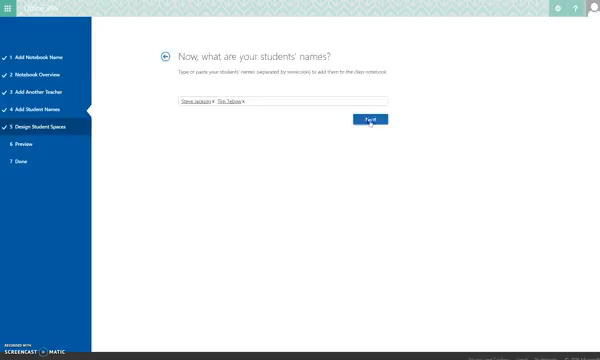 Office 365
?
✓ 1 Add Notebook Name
✓ 2 Notebook Overview
✓ 3 Add Another Teacher
✓ 4 Add Student Names
✓ 5 Design Student Spaces
6 Preview
7 Done
Now, what are your students' names?
Type or paste your students' names (separated by semicolon) to add them to the class notebook.
Steve Jackson x Tim Tebow x
Next
RECORDED WITH
SCREENCAST MATIC